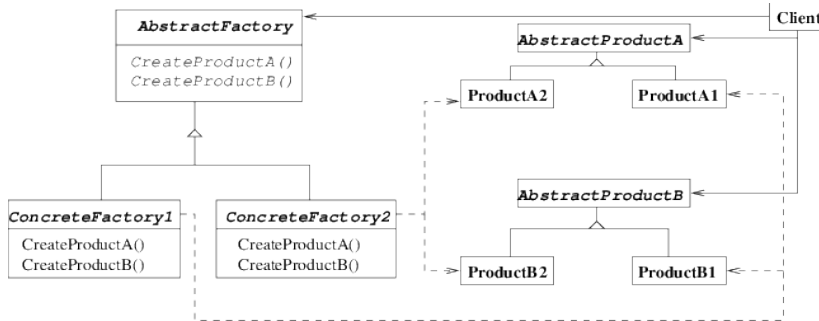 AbstractFactory
CreateProductA()
CreateProductB()
Client
AbstractProductA
ProductA2
ProductA1
ConcreteFactory1
CreateProductA()
CreateProductB()
ConcreteFactory2
CreateProductA()
CreateProductB()
AbstractProductB
ProductB2
ProductB1